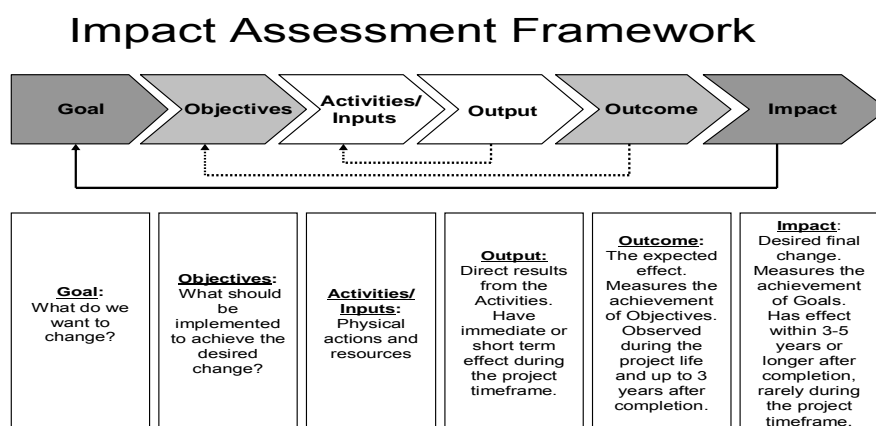 Impact Assessment Framework
Goal
Objectives
Activities/
Inputs
Output
Outcome
Impact
Goal:
What do we
want to
change?
Objectives:
What should
be
implemented
to achieve the
desired
change?
Activities/
Inputs:
Physical
actions and
resources
Output:
Direct results
from the
Activities.
Have
immediate or
short term
effect during
the project
timeframe.
Outcome:
The expected
effect.
Measures the
achievement
of Objectives.
Observed
during the
project life
and up to 3
years after
completion.
Impact:
Desired final
change.
Measures the
achievement
of Goals.
Has effect
within 3-5
years or
longer after
completion,
rarely during
the project
timeframe.